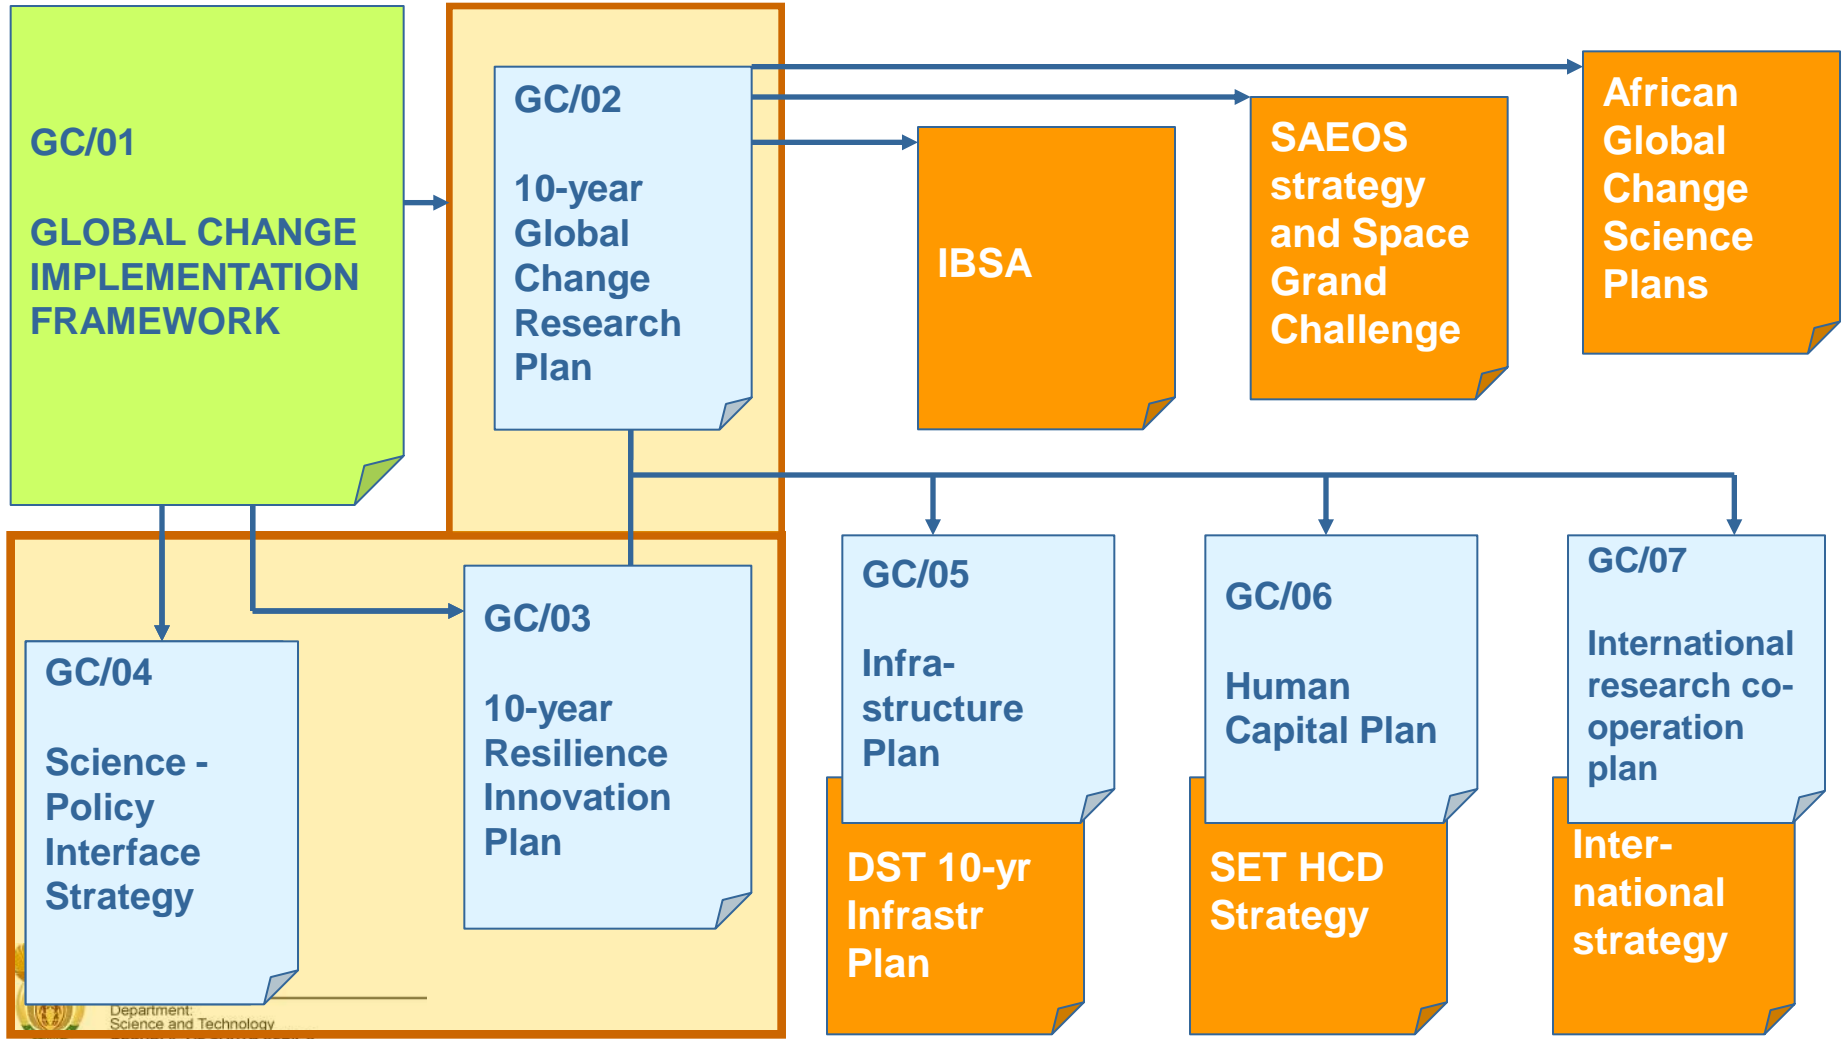 GC/01
GLOBAL CHANGE
IMPLEMENTATION
FRAMEWORK
GC/02
10-year
Global
Change
Research
Plan
IBSA
SAEOS
strategy
and Space
Grand
Challenge
African
Global
Change
Science
Plans
GC/04
Science -
Policy
Interface
Strategy
GC/03
10-year
Resilience
Innovation
Plan
GC/05
Infra-
structure
Plan
DST 10-yr
Infrastr
Plan
GC/06
Human
Capital Plan
SET HCD
Strategy
GC/07
International
research co-
operation
plan
Inter-
national
strategy
Department:
Science and Technology